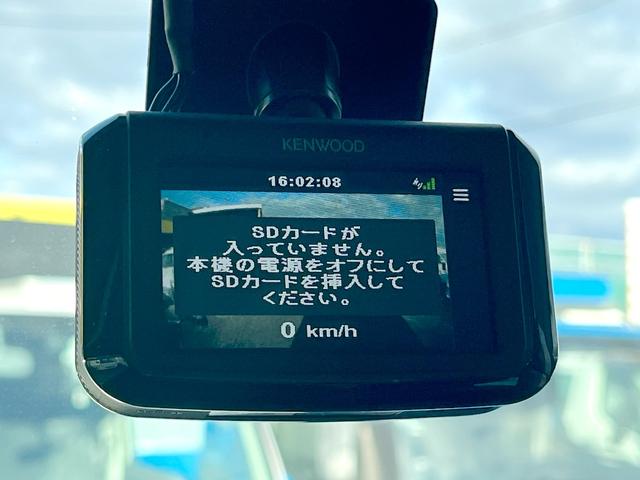 KENWOOD
16:02:08
SDカードが
入っていません。
本機の電源をオフにして
SDカードを挿入して
ください。
0 km/h